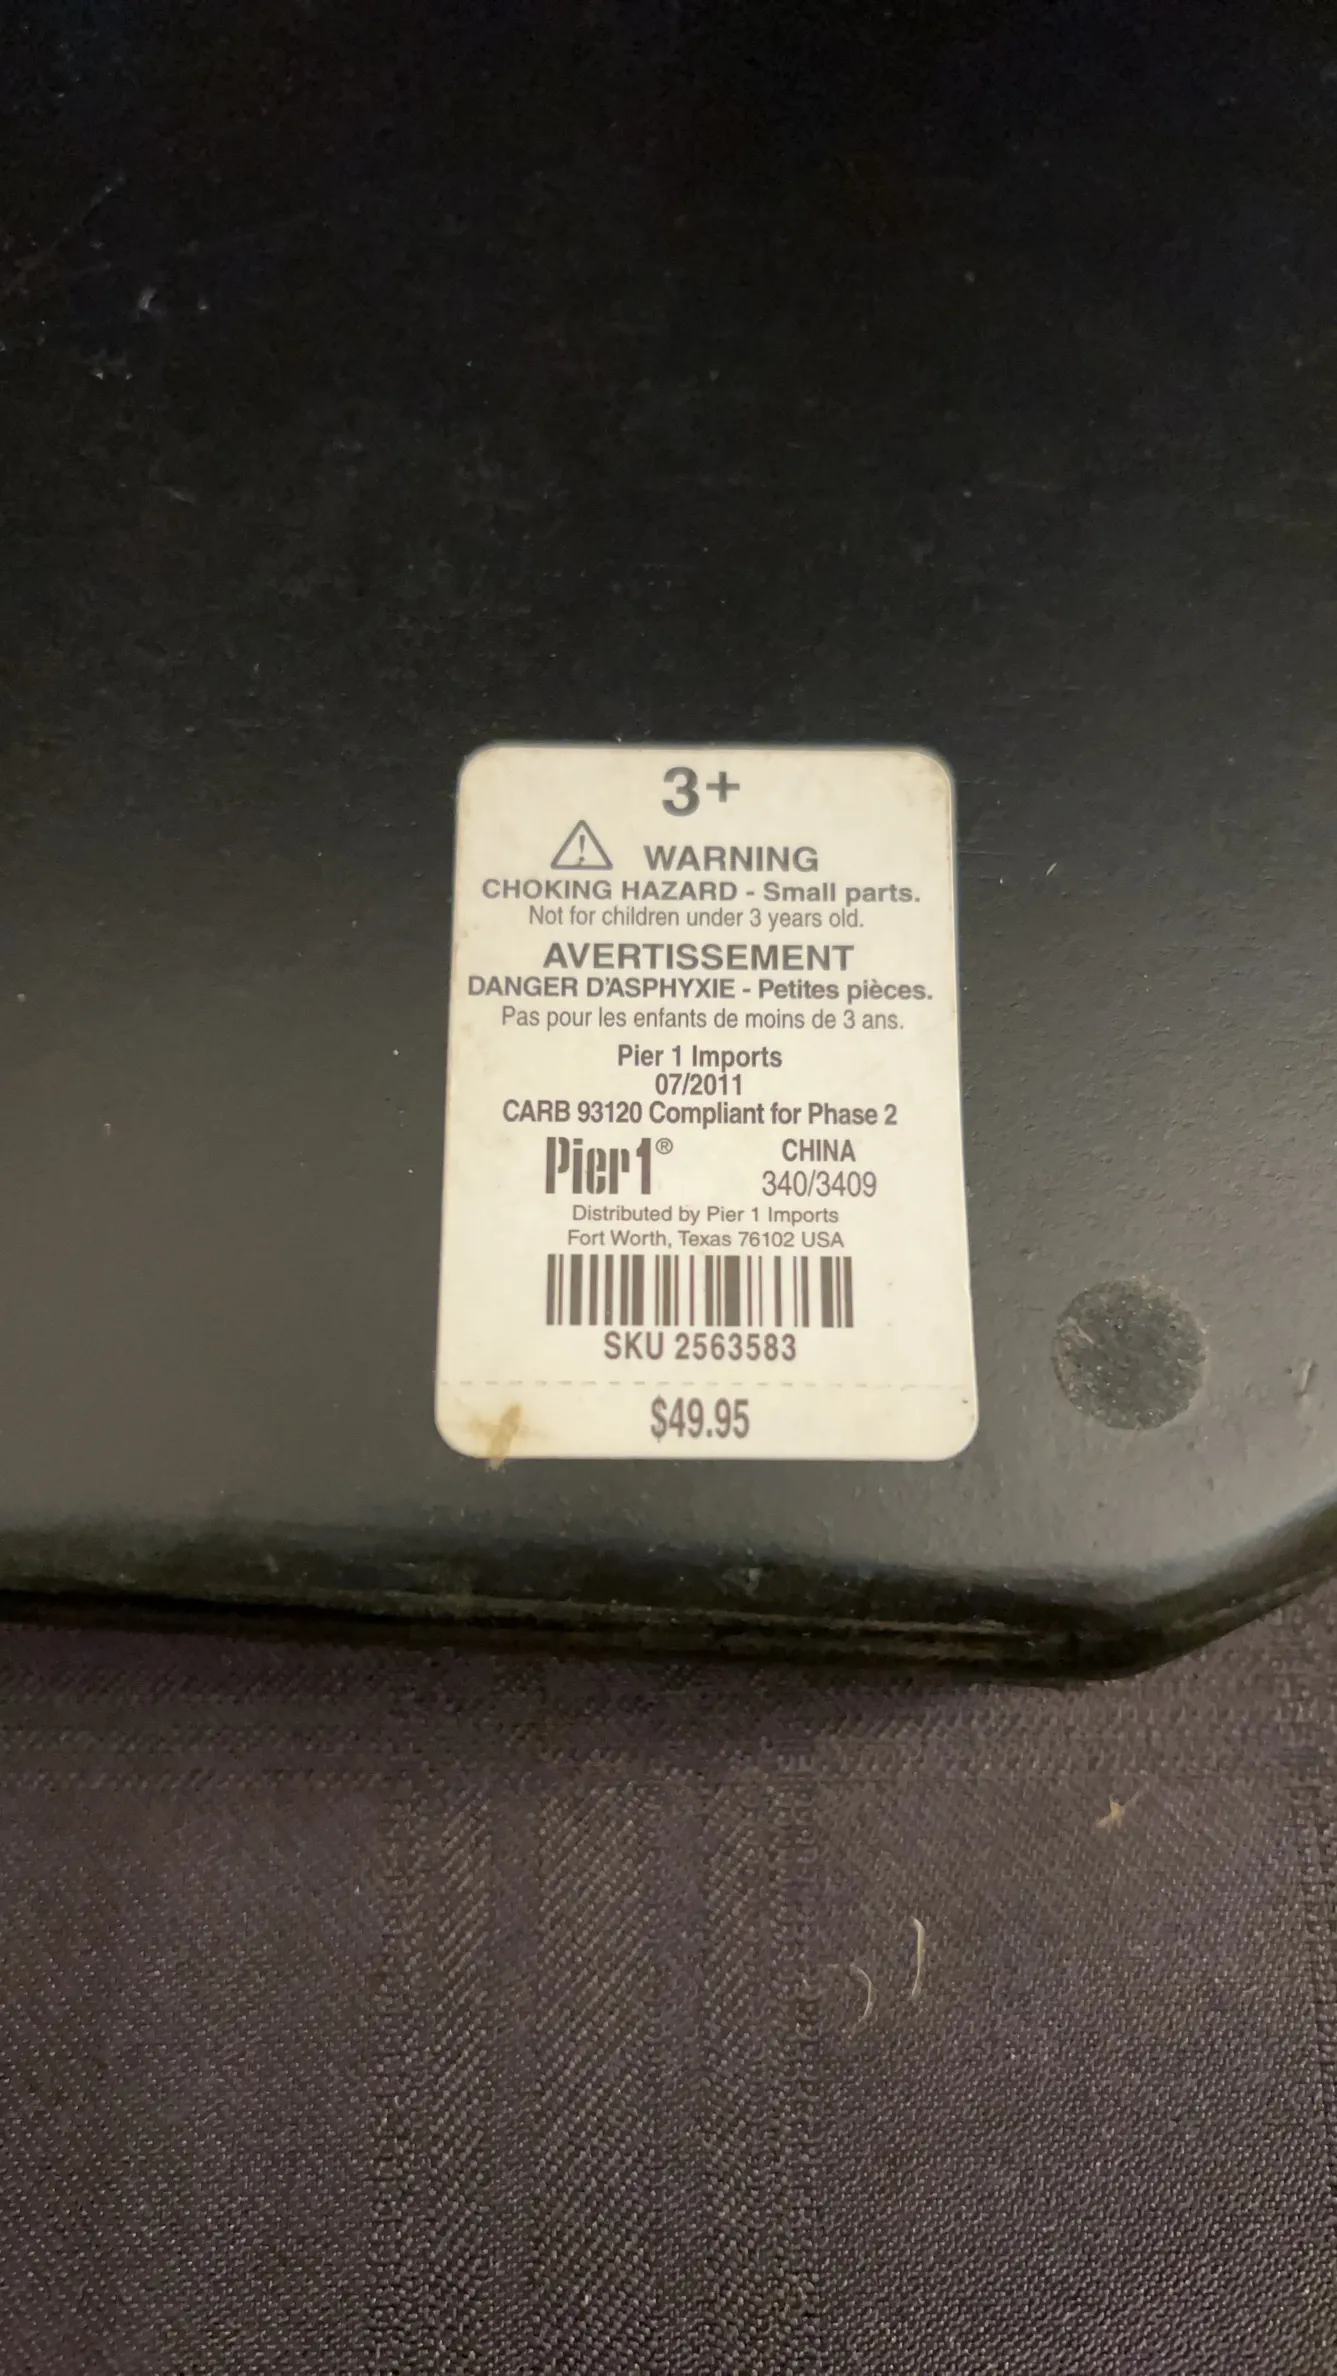 3+
WARNING
CHOKING HAZARD - Small parts.
Not for children under 3 years old.
AVERTISSEMENT
DANGER D'ASPHYXIE - Petites pièces.
Pas pour les enfants de moins de 3 ans.
Pier 1 Imports
07/2011
CARB 93120 Compliant for Phase 2
Pier1® CHINA
340/3409
Distributed by Pier 1 Imports
Fort Worth, Texas 76102 USA
SKU 2563583
$49.95